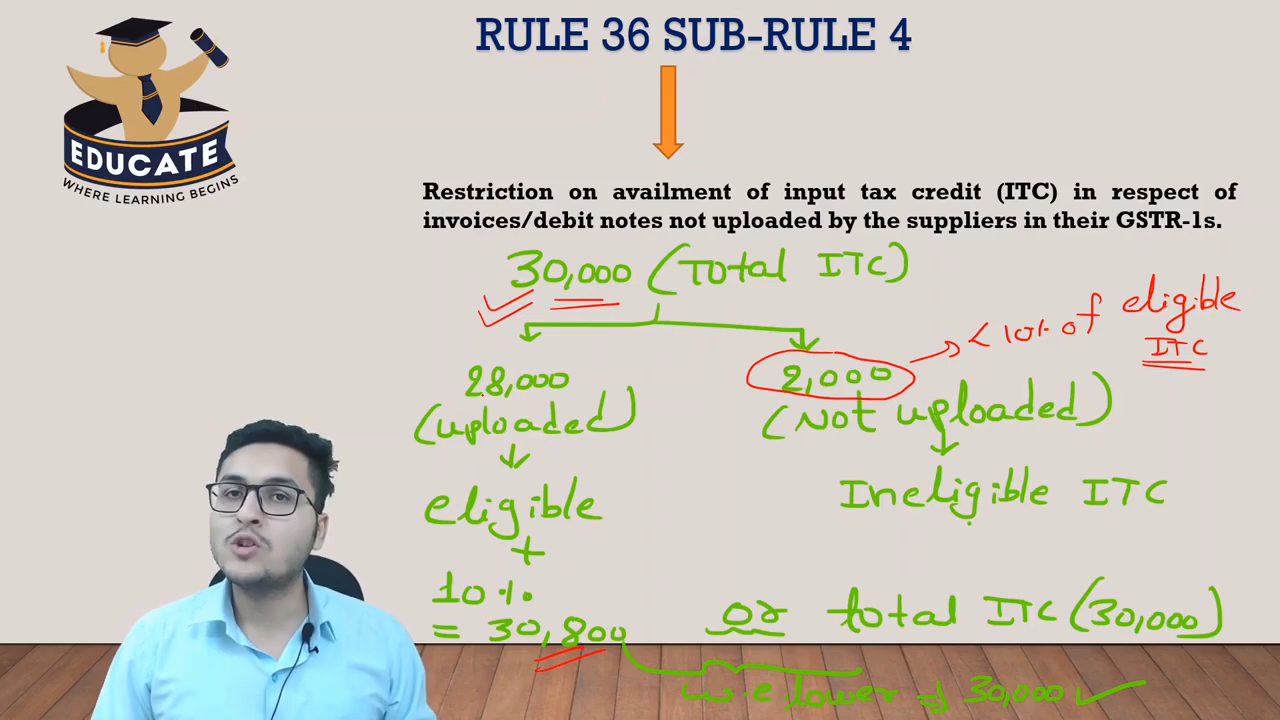 RULE 36 SUB-RULE 4
EDUCATE
WHERE LEARNING BEGINS
Restriction on availment of input tax credit (ITC) in respect of
invoices/debit notes not uploaded by the suppliers in their GSTR-1s.
30,000 (Total ITC)
< 10% of eligible
ITC
28,000
(uploaded)
2,000
(Not uploaded)
eligible
Ineligible ITC
+
10%
= 30,800
or total ITC (30,000)
w.e. lower ⇒ 30,000 ✓